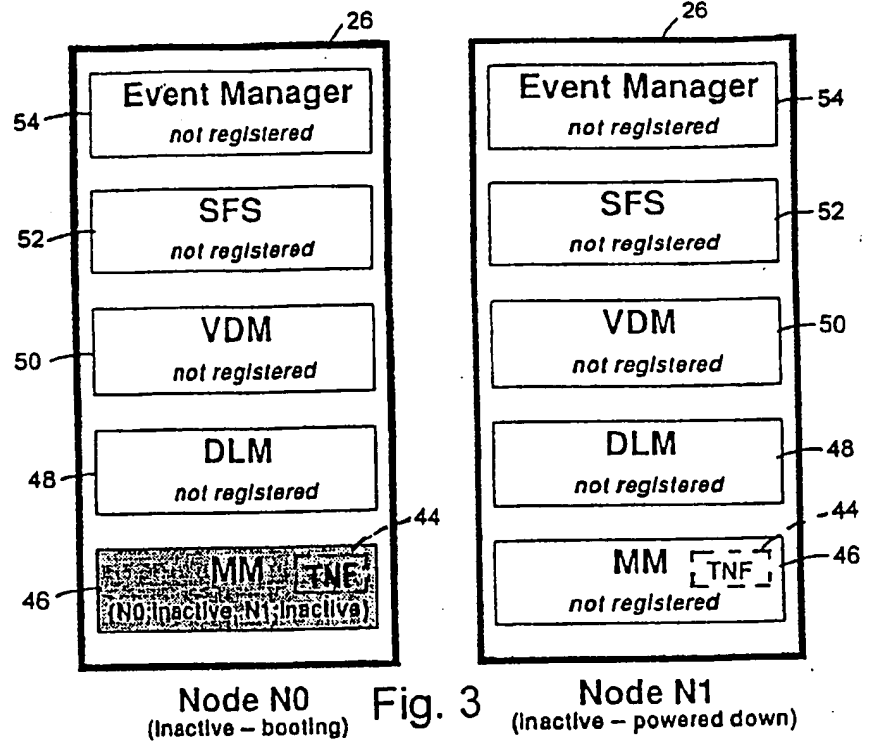 26
Event Manager
not registered
54
SFS
not registered
52
VDM
not registered
50
DLM
not registered
48
44
MM
TNF
(N0;Inactive, N1;Inactive)
46
Node N0
(Inactive – booting)
Fig. 3
26
Event Manager
not registered
54
SFS
not registered
52
VDM
not registered
50
DLM
not registered
48
44
MM
TNF
not registered
46
Node N1
(Inactive – powered down)